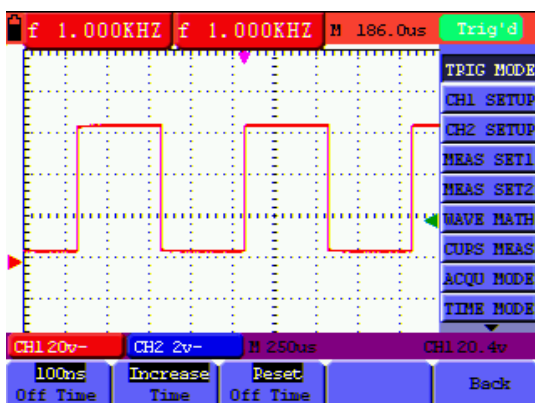 f 1.000KHZ f 1.000KHZ M 186.0us Trig'd
TRIG MODE
CH1 SETUP
CH2 SETUP
MEAS SET1
MEAS SET2
WAVE MATH
CUPS MEAS
ACQU MODE
TIME MODE
CH1 20v- CH2 2v- M 250us CH1 20.4v
100ns Increase Reset
Off Time Time Off Time Back